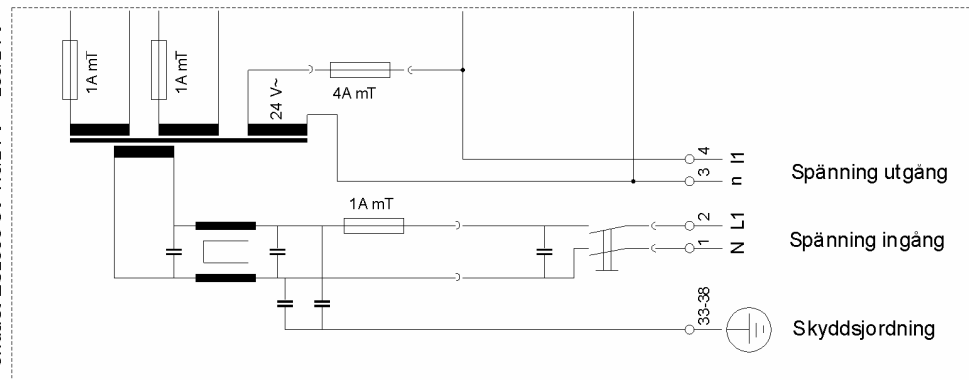 1A mT
1A mT
24 V~
4A mT
4 l1
3 n
Spänning utgång
1A mT
2 L1
1 N
Spänning ingång
33-38
Skyddsjordning